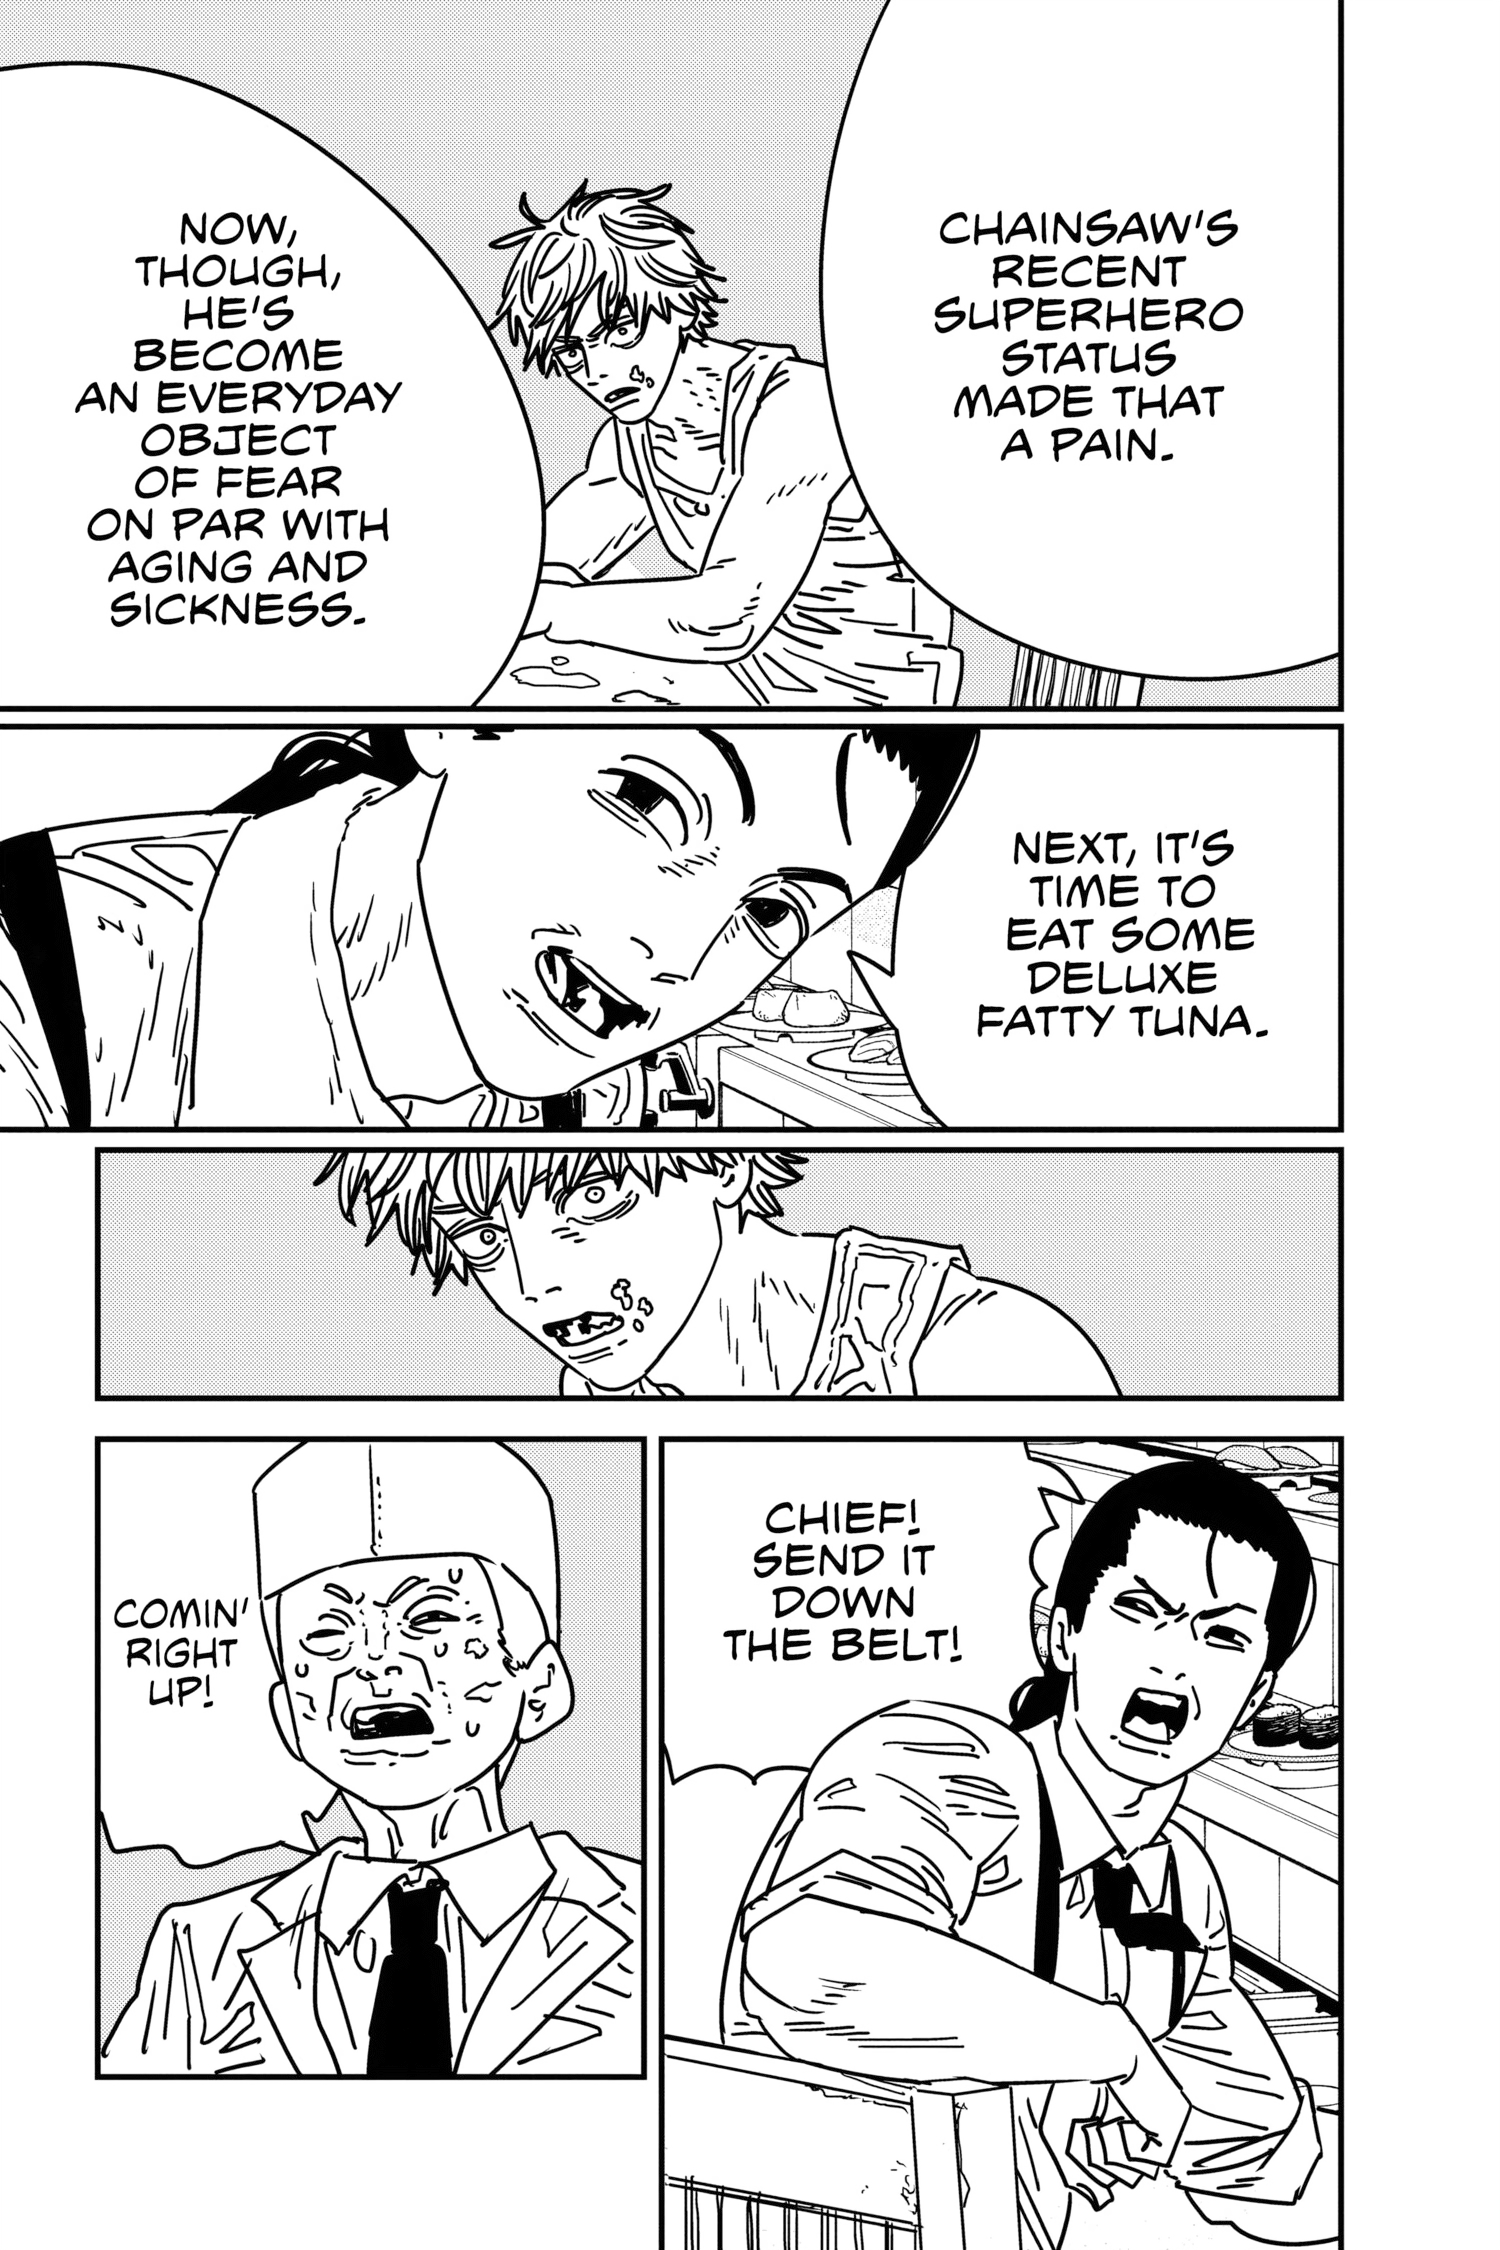 CHAINSAW'S
RECENT
SUPERHERO
STATUS
MADE THAT
A PAIN.
NOW,
THOUGH,
HE'S
BECOME
AN EVERYDAY
OBJECT
OF FEAR
ON PAR WITH
AGING AND
SICKNESS.
NEXT, IT'S
TIME TO
EAT SOME
DELUXE
FATTY TUNA.
CHIEF!
SEND IT
DOWN
THE BELT!
COMIN'
RIGHT
UP!